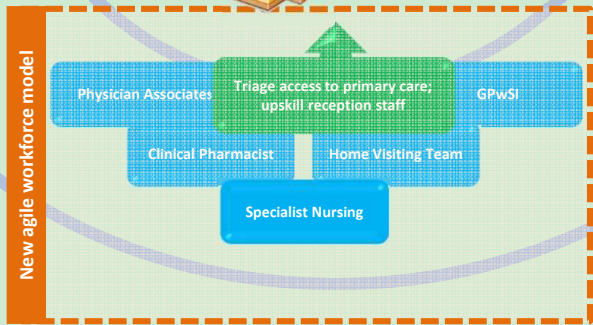 New agile workforce model
Physician Associates
Triage access to primary care;
upskill reception staff
GPwSI
Clinical Pharmacist
Home Visiting Team
Specialist Nursing